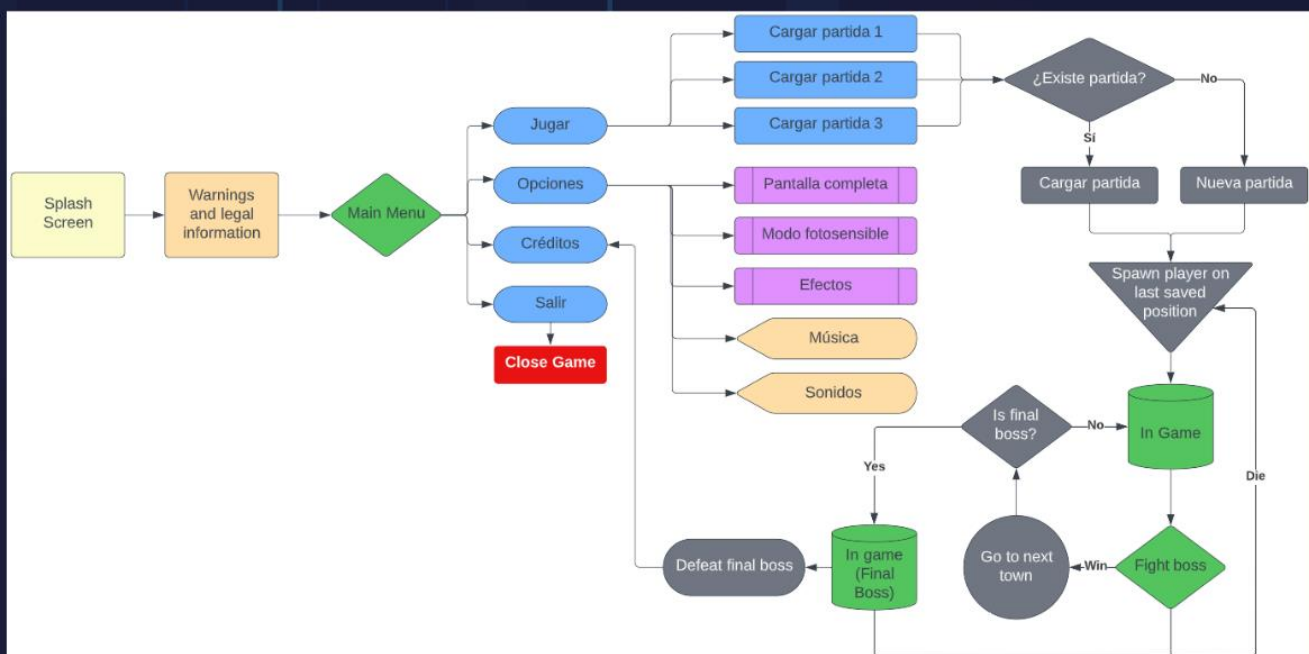 Splash
Screen
Warnings
and legal
information
Main Menu
Jugar
Opciones
Créditos
Salir
Close Game
Cargar partida 1
Cargar partida 2
Cargar partida 3
Pantalla completa
Modo fotosensible
Efectos
Música
Sonidos
¿Existe partida?
No
Sí
Cargar partida
Nueva partida
Spawn player on
last saved
position
In Game
Die
Fight boss
Win
Go to next
town
Is final
boss?
No
Yes
In game
(Final
Boss)
Defeat final boss